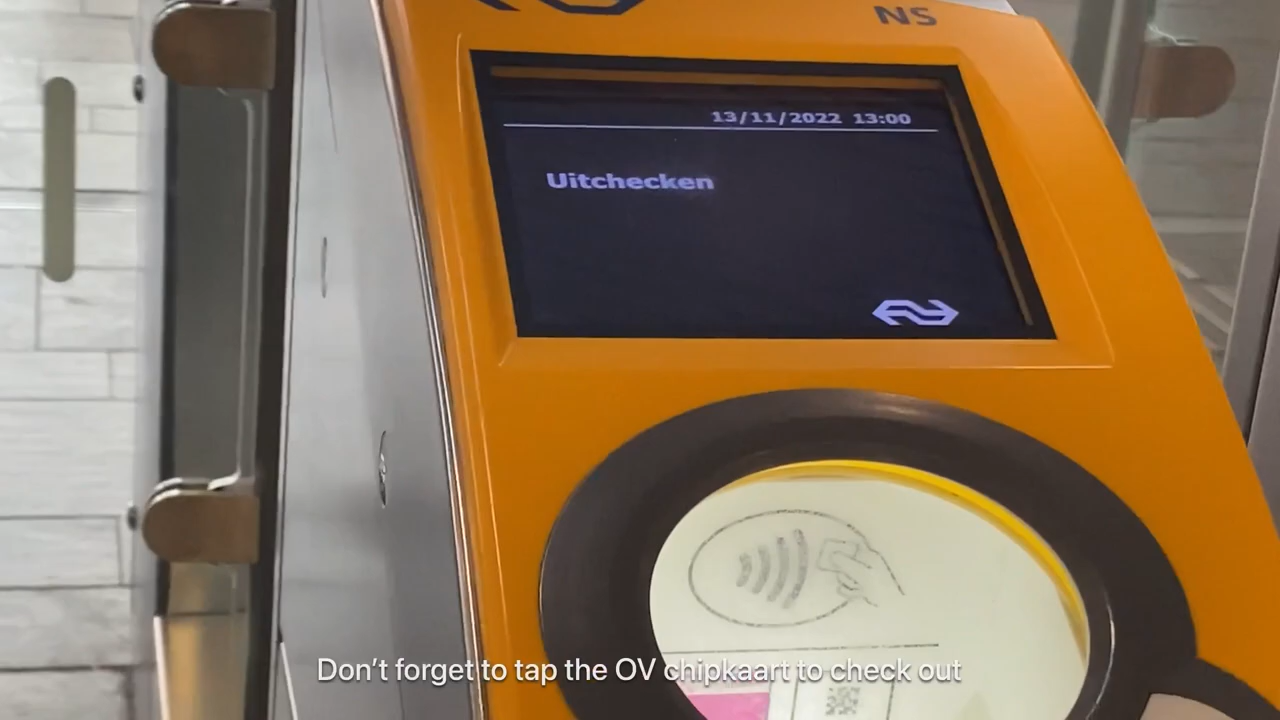 NS
13/11/2022 13:00
Uitchecken
Don't forget to tap the OV chipkaart to check out